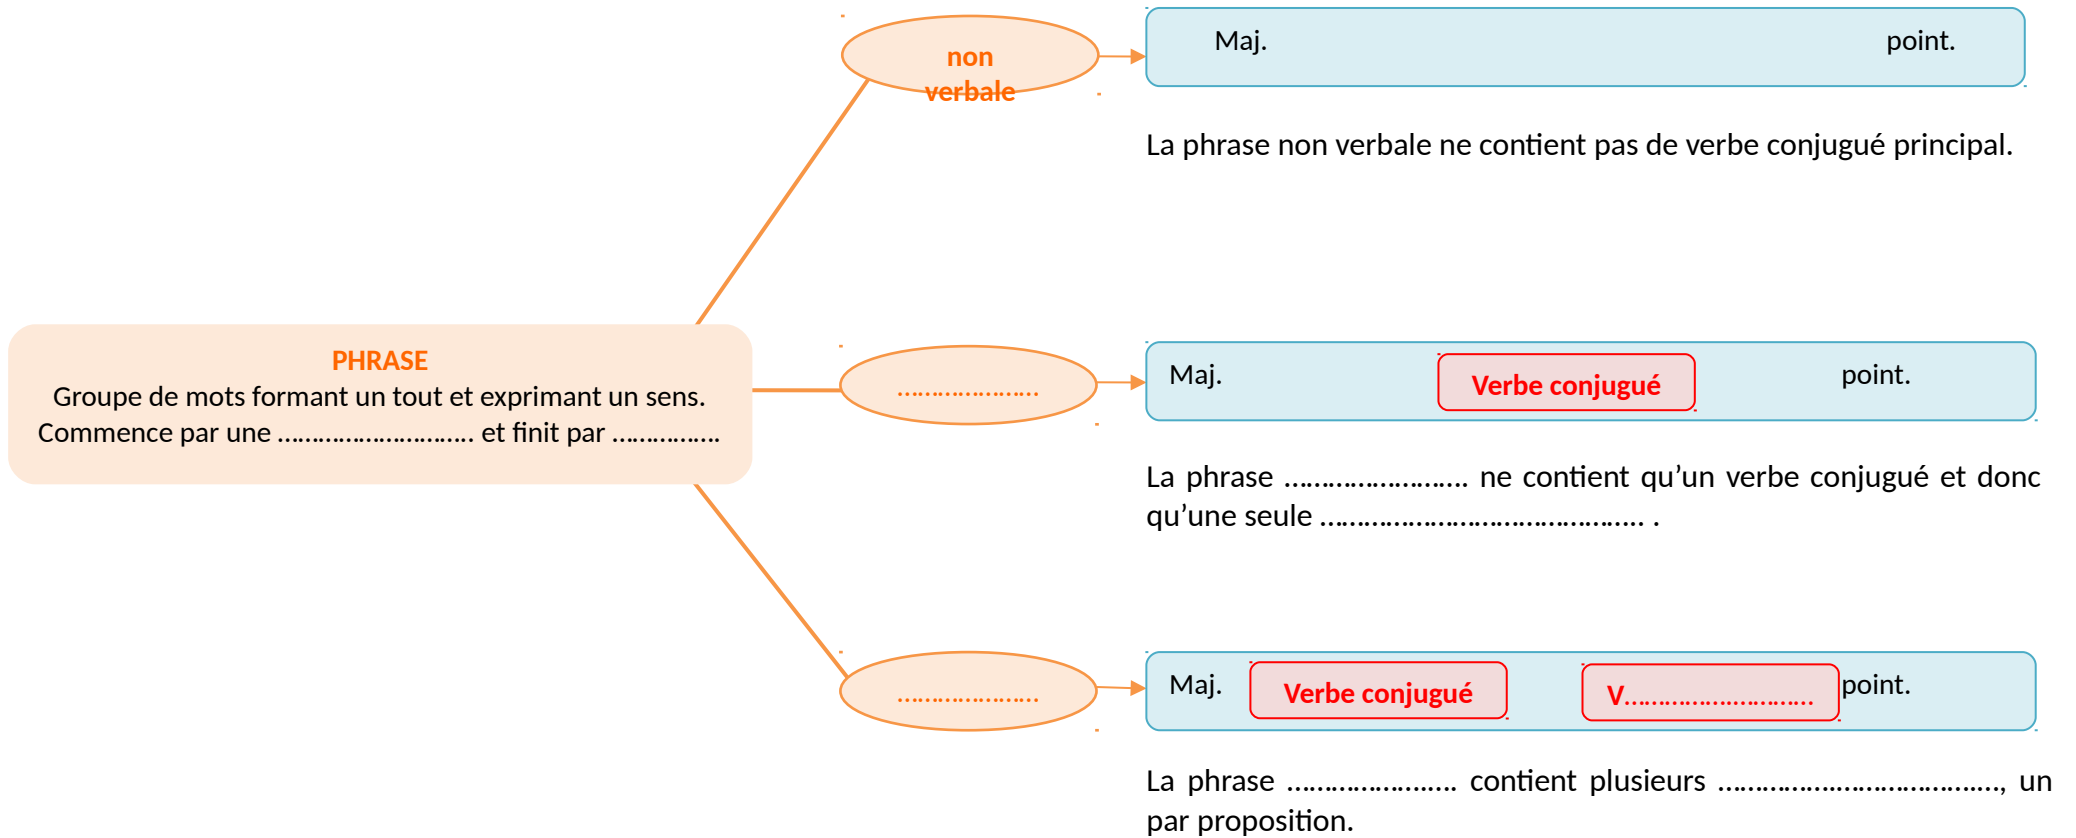 non
verbale
Maj. point.
La phrase non verbale ne contient pas de verbe conjugué principal.
PHRASE
Groupe de mots formant un tout et exprimant un sens.
Commence par une ……………………….. et finit par …………….
…………………
Maj. Verbe conjugué point.
La phrase ……………………. ne contient qu’un verbe conjugué et donc
qu’une seule …………………………………….. .
…………………
Maj. Verbe conjugué V…………….………… point.
La phrase ……………….…. contient plusieurs …………….……………….…, un
par proposition.